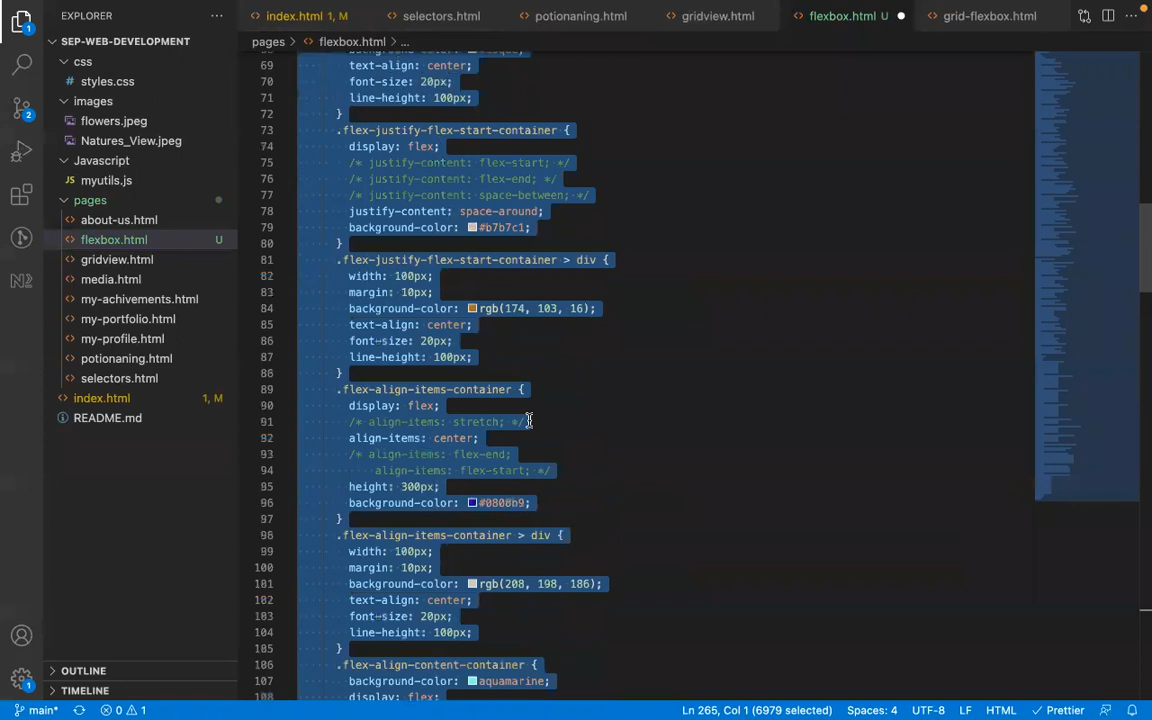 EXPLORER ···
index.html 1, M
selectors.html
potionaning.html
gridview.html
flexbox.html U
grid-flexbox.html
SEP-WEB-DEVELOPMENT
css
styles.css
images
flowers.jpeg
Natures_View.jpeg
Javascript
myutils.js
pages
about-us.html
flexbox.html U
gridview.html
media.html
my-achivements.html
my-portfolio.html
my-profile.html
potionaning.html
selectors.html
index.html 1, M
README.md
OUTLINE
TIMELINE
pages > flexbox.html > ...
69 text-align: center;
70 font-size: 20px;
71 line-height: 100px;
72 }
73 .flex-justify-flex-start-container {
74 display: flex;
75 /* justify-content: flex-start; */
76 /* justify-content: flex-end; */
77 /* justify-content: space-between; */
78 justify-content: space-around;
79 background-color: #b7b7c1;
80 }
81 .flex-justify-flex-start-container > div {
82 width: 100px;
83 margin: 10px;
84 background-color: rgb(174, 103, 16);
85 text-align: center;
86 font-size: 20px;
87 line-height: 100px;
88 }
89 .flex-align-items-container {
90 display: flex;
91 /* align-items: stretch; */
92 align-items: center;
93 /* align-items: flex-end;
94 align-items: flex-start; */
95 height: 300px;
96 background-color:
97 }
98 .flex-align-items-container > div {
99 width: 100px;
100 margin: 10px;
101 background-color: rgb(208, 198, 186);
102 text-align: center;
103 font-size: 20px;
104 line-height: 100px;
105 }
106 .flex-align-content-container {
107 background-color: aquamarine;
108 display: flex;
main* 0 1 Ln 265, Col 1 (6979 selected) Spaces: 4 UTF-8 LF HTML Prettier